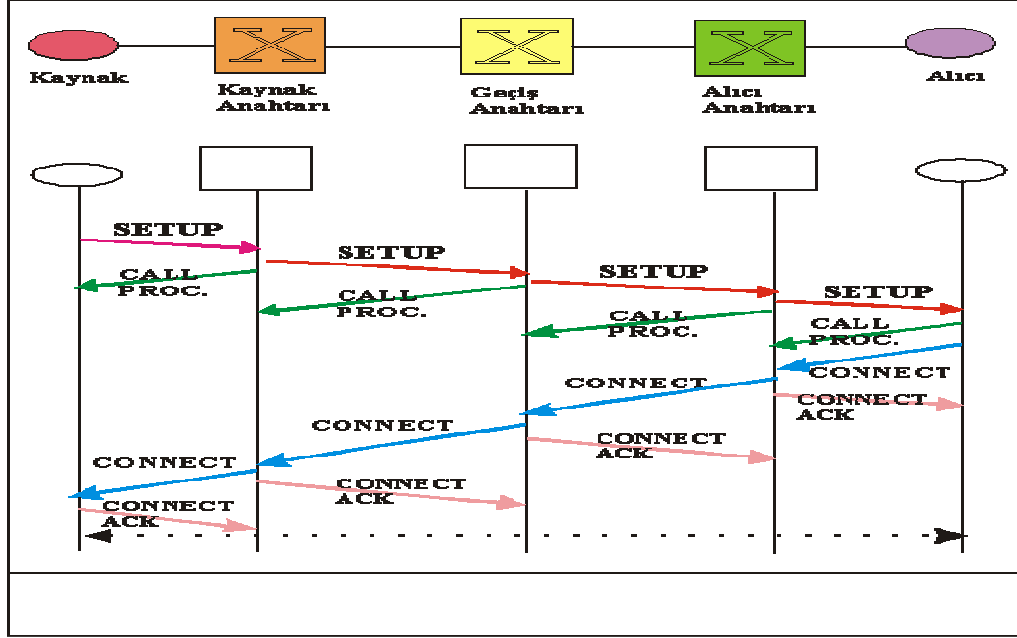 Kaynak
Kaynak
Anahtarı
Geçiş
Anahtarı
Alıcı
Anahtarı
Alıcı
SETUP
SETUP
SETUP
SETUP
CALL
PROC.
CALL
PROC.
CALL
PROC.
CALL
PROC.
CONNECT
CONNECT
ACK
CONNECT
CONNECT
ACK
CONNECT
CONNECT
ACK
CONNECT
CONNECT
ACK